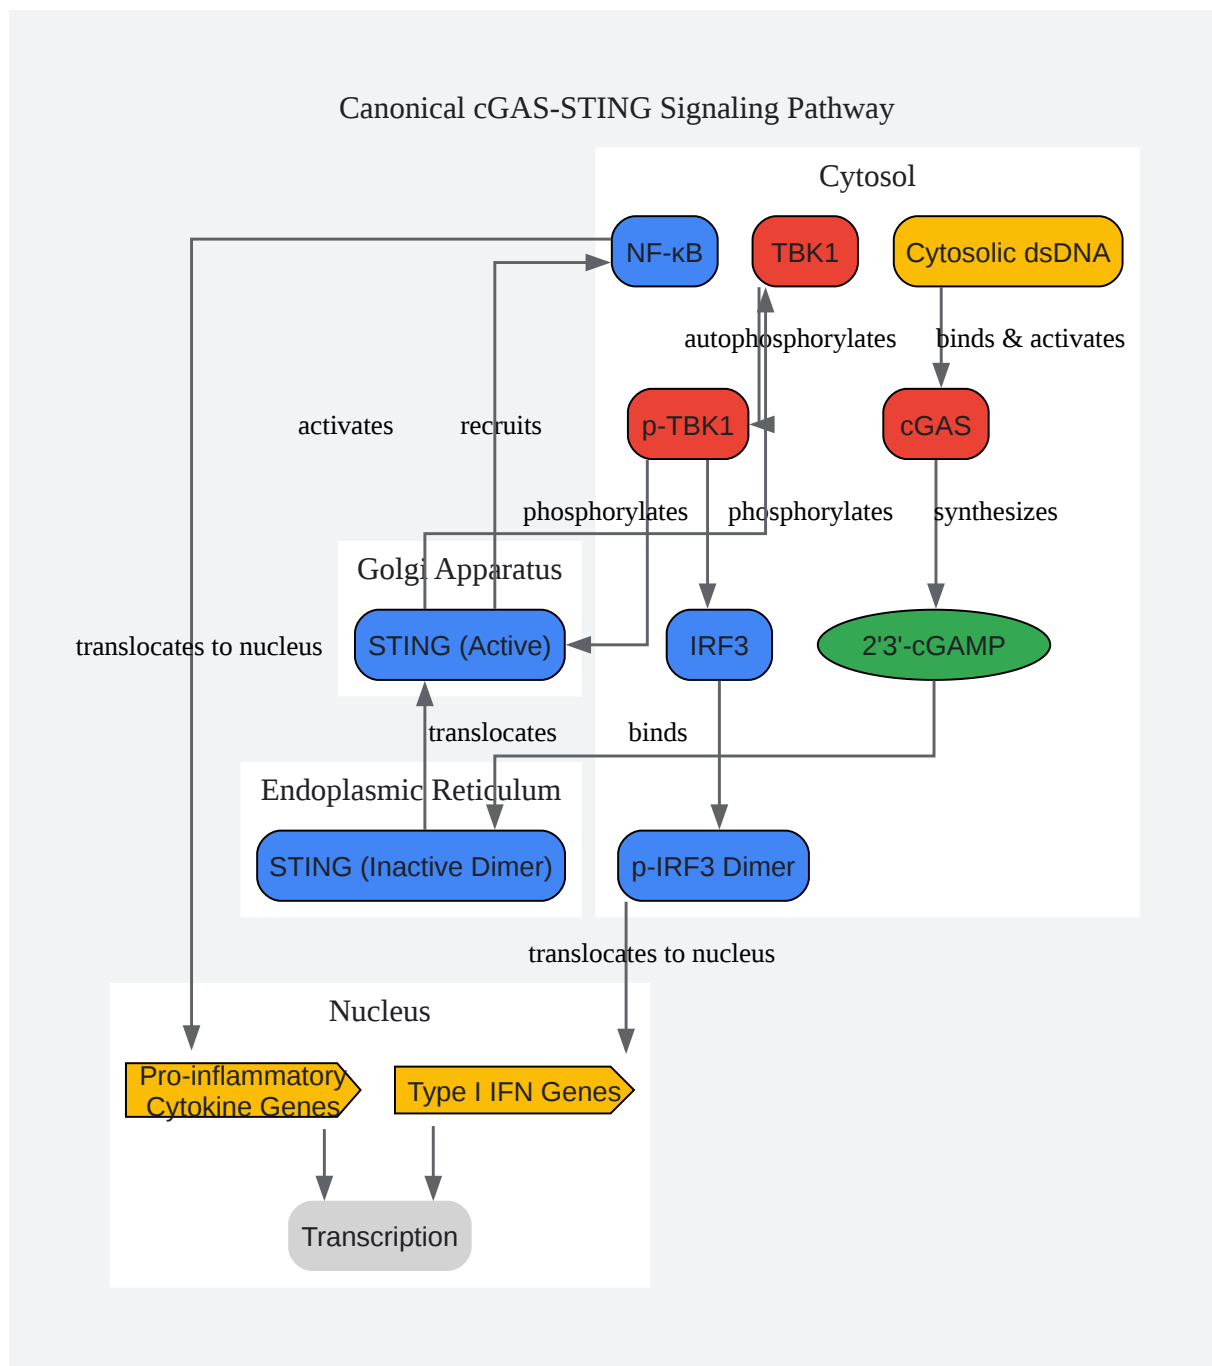 Canonical cGAS-STING Signaling Pathway
Cytosol
NF-κB
TBK1
Cytosolic dsDNA
autophosphorylates
binds & activates
activates
recruits
p-TBK1
cGAS
phosphorylates
phosphorylates
synthesizes
Golgi Apparatus
translocates to nucleus
STING (Active)
IRF3
2'3'-cGAMP
translocates
binds
Endoplasmic Reticulum
STING (Inactive Dimer)
p-IRF3 Dimer
translocates to nucleus
Nucleus
Pro-inflammatory
Cytokine Genes
Type I IFN Genes
Transcription